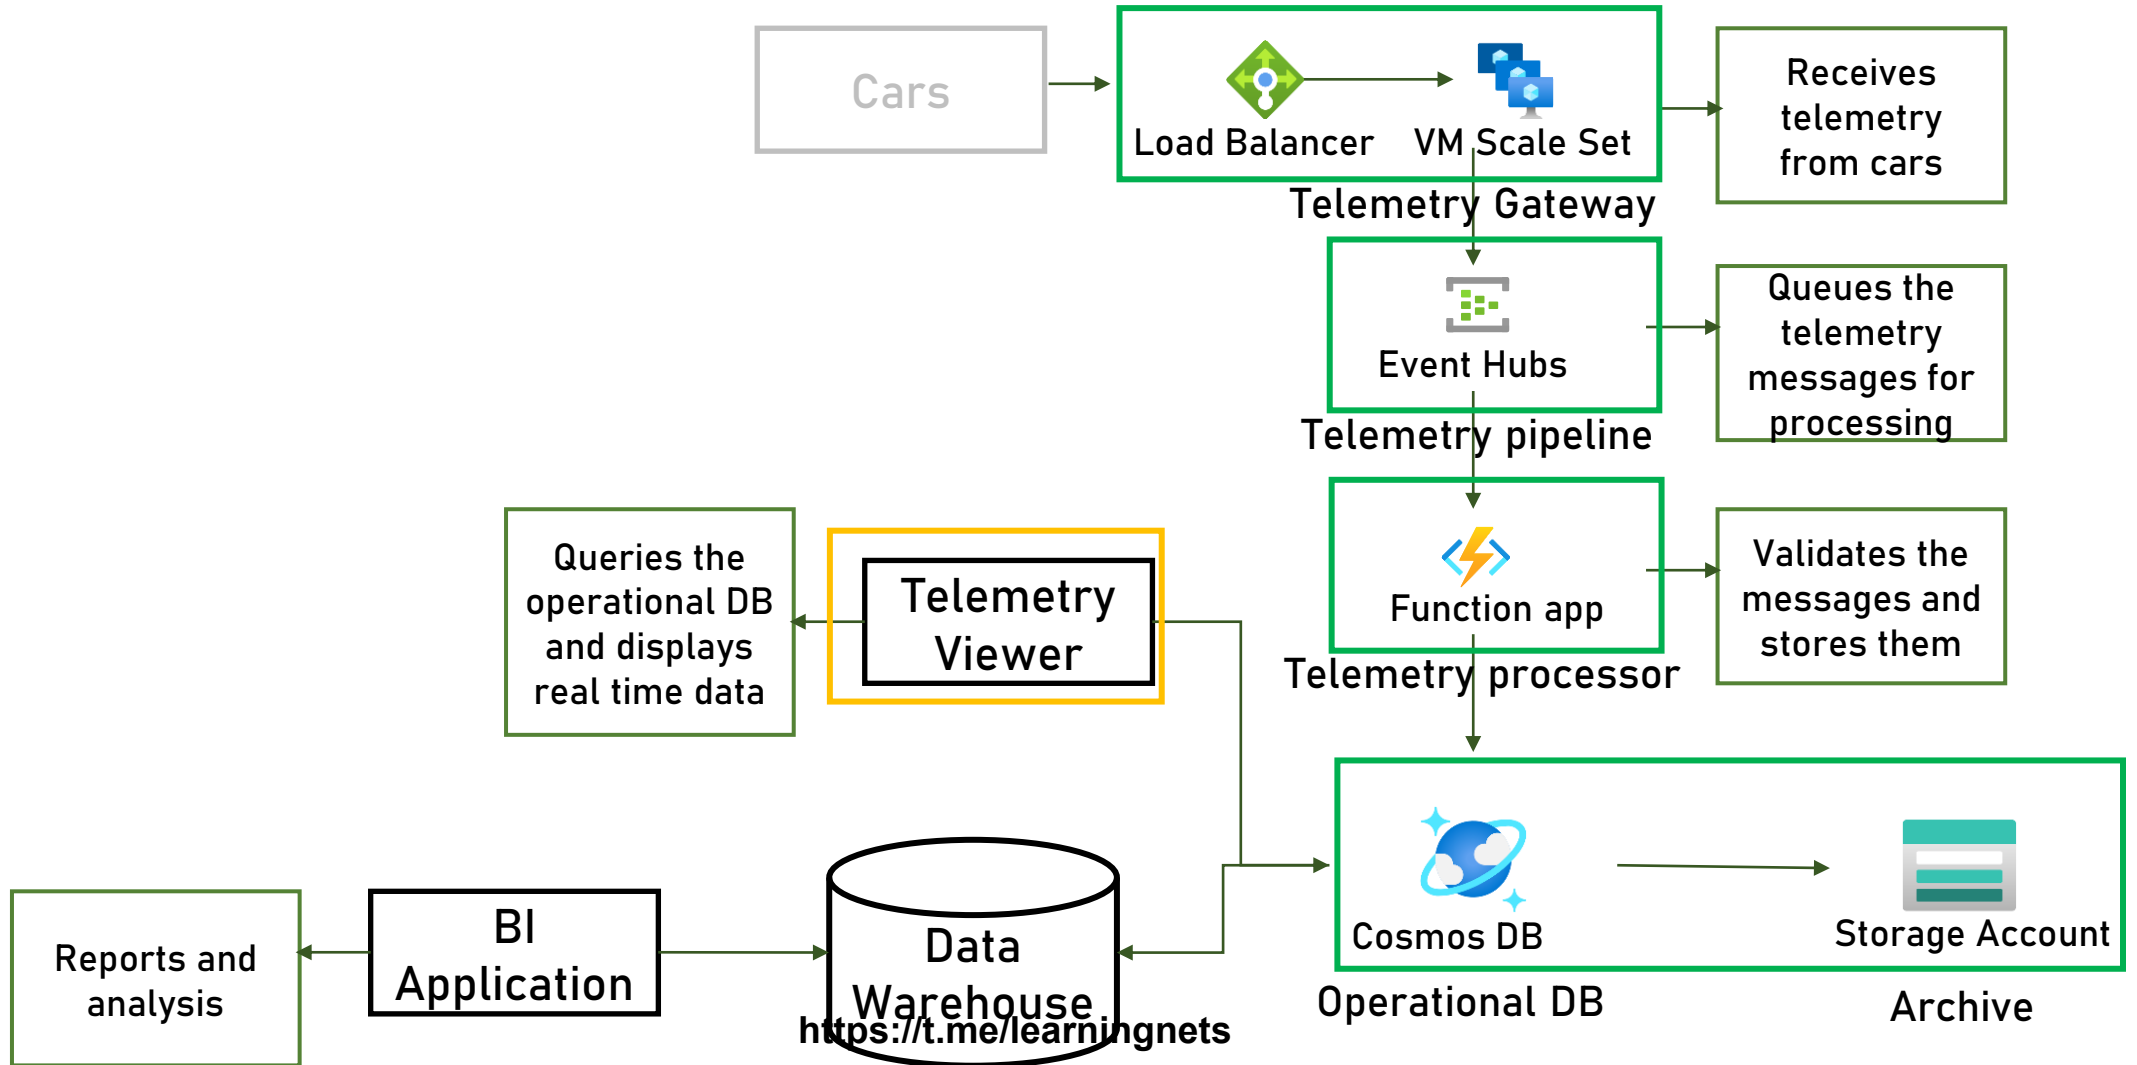 Cars
Load Balancer
VM Scale Set
Telemetry Gateway
Receives
telemetry
from cars
Event Hubs
Telemetry pipeline
Queues the
telemetry
messages for
processing
Function app
Telemetry processor
Validates the
messages and
stores them
Queries the
operational DB
and displays
real time data
Telemetry
Viewer
Cosmos DB
Storage Account
Operational DB
Archive
Reports and
analysis
BI
Application
Data
Warehouse
https://t.me/learningnets